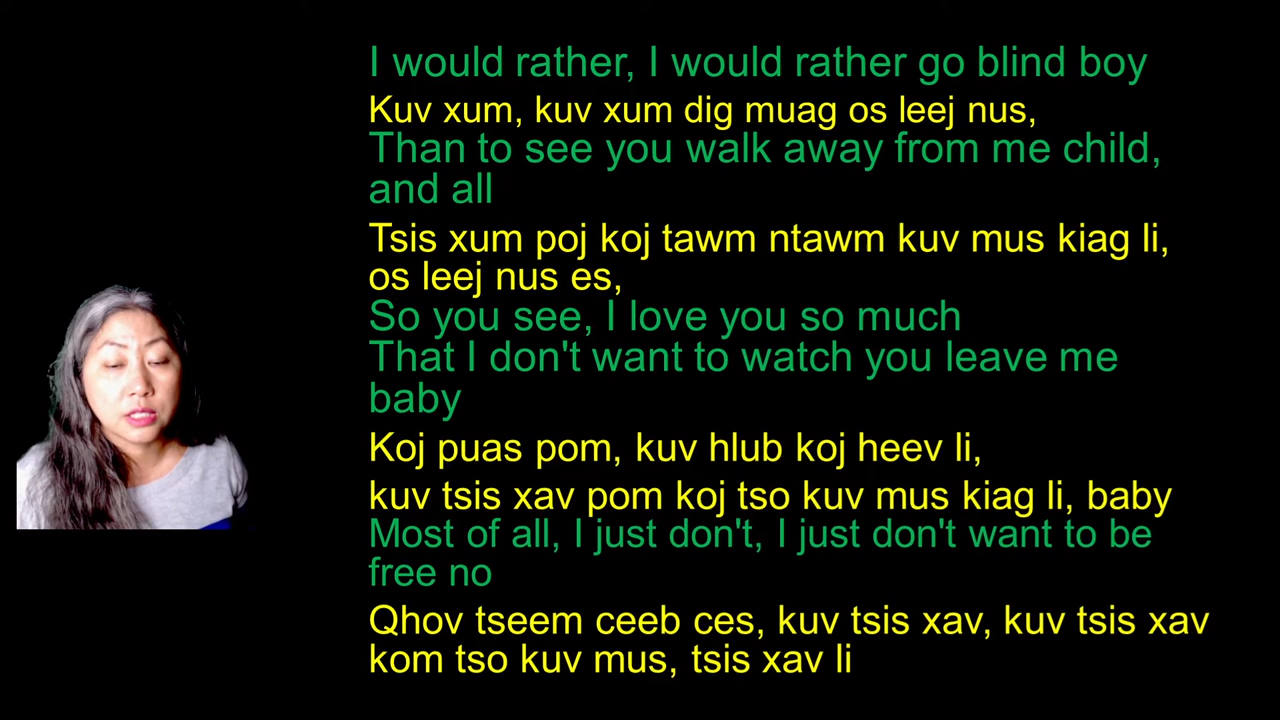 I would rather, I would rather go blind boy
Kuv xum, kuv xum dig muag os leej nus,
Than to see you walk away from me child,
and all
Tsis xum poj koj tawm ntawm kuv mus kiag li,
os leej nus es,
So you see, I love you so much
That I don't want to watch you leave me
baby
Koj puas pom, kuv hlub koj heev li,
kuv tsis xav pom koj tso kuv mus kiag li, baby
Most of all, I just don't, I just don't want to be
free no
Qhov tseem ceeb ces, kuv tsis xav, kuv tsis xav
kom tso kuv mus, tsis xav li